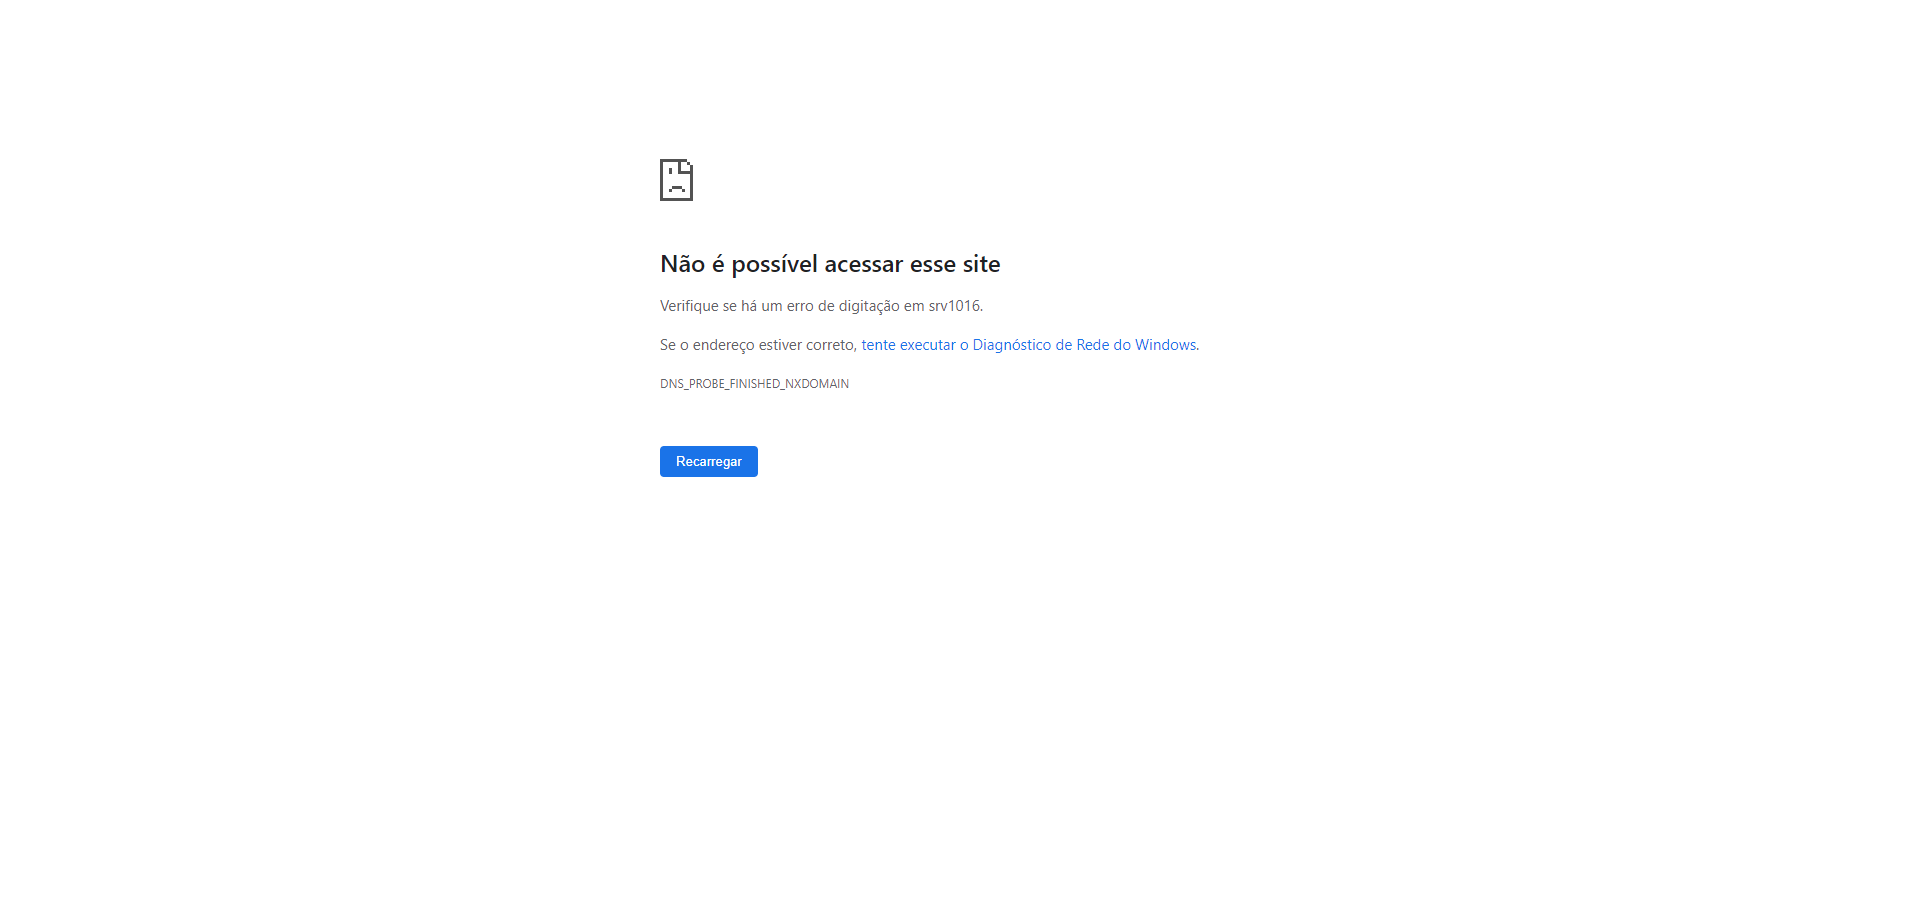 Não é possível acessar esse site
Verifique se há um erro de digitação em srv1016.
Se o endereço estiver correto, tente executar o Diagnóstico de Rede do Windows.
DNS_PROBE_FINISHED_NXDOMAIN
Recarregar